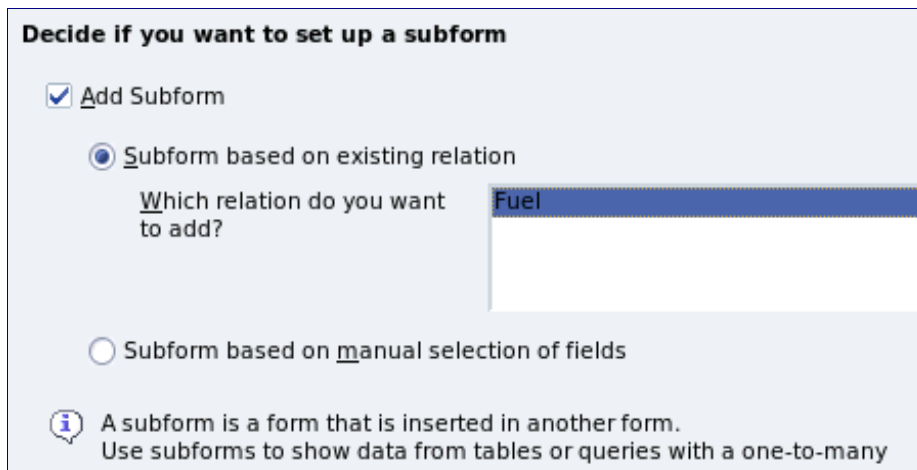 Decide if you want to set up a subform
Add Subform
Subform based on existing relation
Which relation do you want
to add?
Fuel
Subform based on manual selection of fields
A subform is a form that is inserted in another form.
Use subforms to show data from tables or queries with a one-to-many